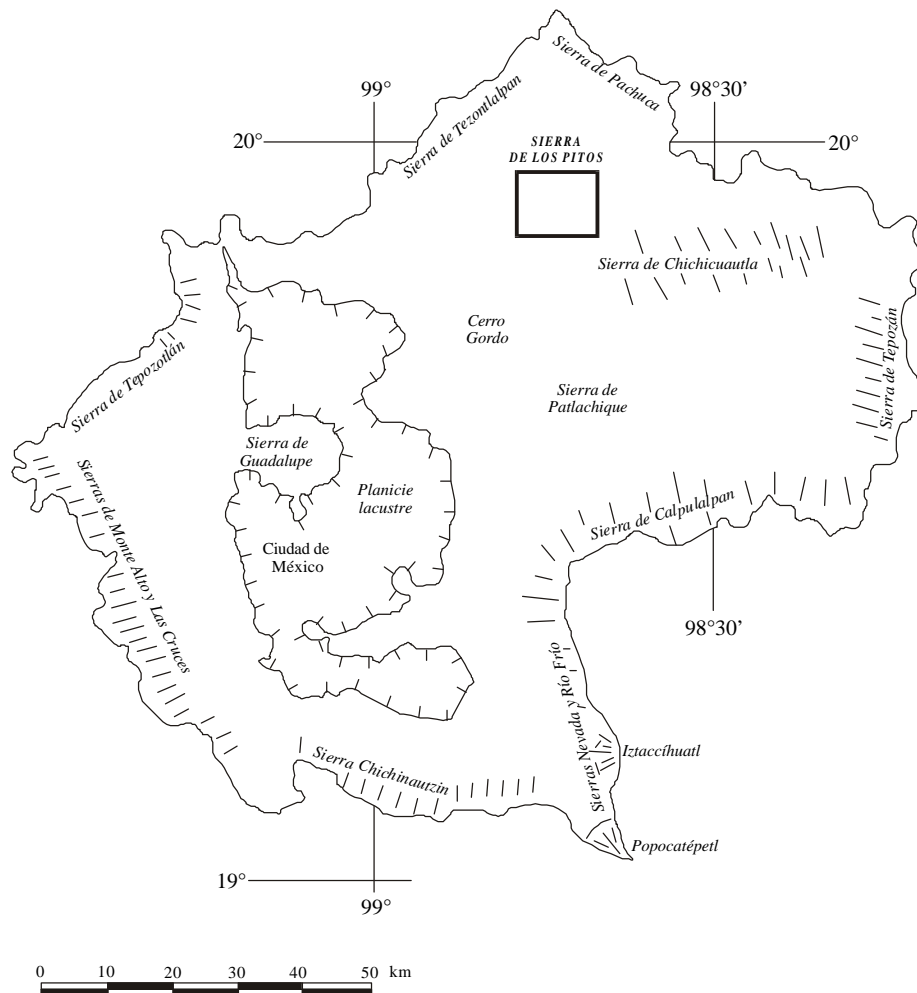 Sierra de Pachuca
99°
98°30'
Sierra de Tezontlalpan
20°
20°
SIERRA
DE LOS PITOS
Sierra de Chichicuautla
Cerro
Gordo
Sierra de Tepozán
Sierra de Tepozotlán
Sierra de
Patlachique
Sierra de
Guadalupe
Planicie
lacustre
Sierras de Monte Alto y Las Cruces
Sierra de Calpulalpan
Ciudad de
México
98°30'
Sierras Nevada y Río Frío
Iztaccíhuatl
Sierra Chichinautzin
Popocatépetl
19°
99°
0 10 20 30 40 50 km